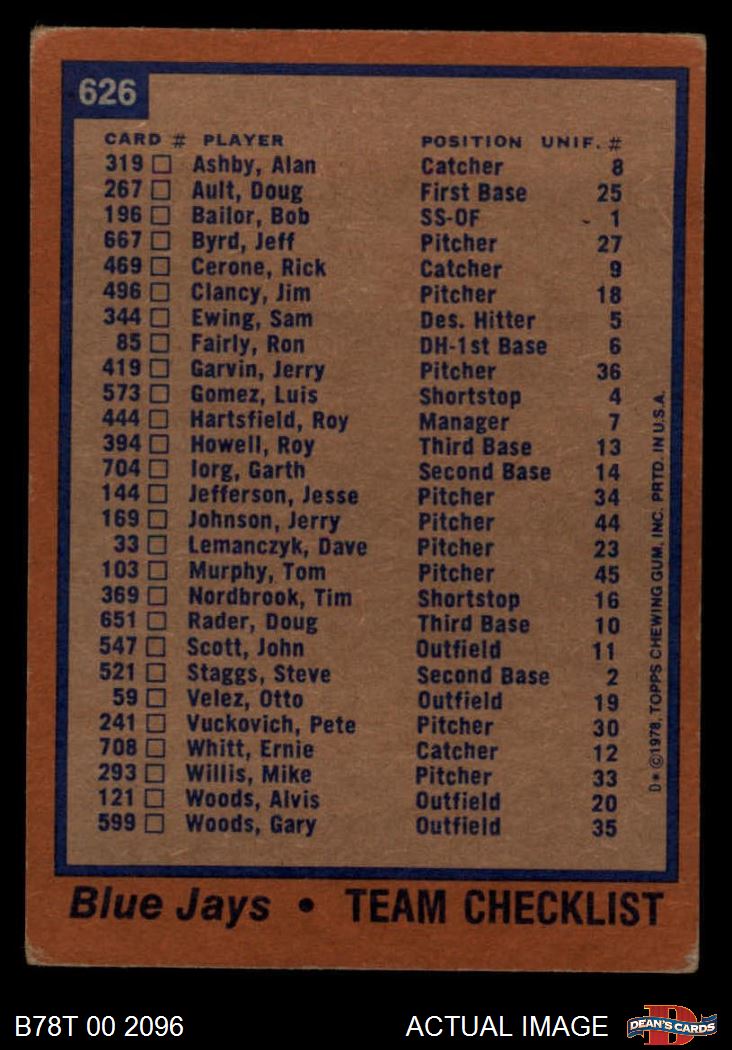 626
CARD # PLAYER POSITION UNIF. #
319 □ Ashby, Alan Catcher 8
267 □ Ault, Doug First Base 25
196 □ Bailor, Bob SS-OF 1
667 □ Byrd, Jeff Pitcher 27
469 □ Cerone, Rick Catcher 9
496 □ Clancy, Jim Pitcher 18
344 □ Ewing, Sam Des. Hitter 5
85 □ Fairly, Ron DH-1st Base 6
419 □ Garvin, Jerry Pitcher 36
573 □ Gomez, Luis Shortstop 4
444 □ Hartsfield, Roy Manager 7
394 □ Howell, Roy Third Base 13
704 □ Iorg, Garth Second Base 14
144 □ Jefferson, Jesse Pitcher 34
169 □ Johnson, Jerry Pitcher 44
33 □ Lemanczyk, Dave Pitcher 23
103 □ Murphy, Tom Pitcher 45
369 □ Nordbrook, Tim Shortstop 16
651 □ Rader, Doug Third Base 10
547 □ Scott, John Outfield 11
521 □ Staggs, Steve Second Base 2
59 □ Velez, Otto Outfield 19
241 □ Vuckovich, Pete Pitcher 30
708 □ Whitt, Ernie Catcher 12
293 □ Willis, Mike Pitcher 33
121 □ Woods, Alvis Outfield 20
599 □ Woods, Gary Outfield 35
D* ©1978, TOPPS CHEWING GUM, INC. PRTD. IN U.S.A.
Blue Jays • TEAM CHECKLIST
B78T 00 2096 ACTUAL IMAGE
D
DEAN'S CARDS